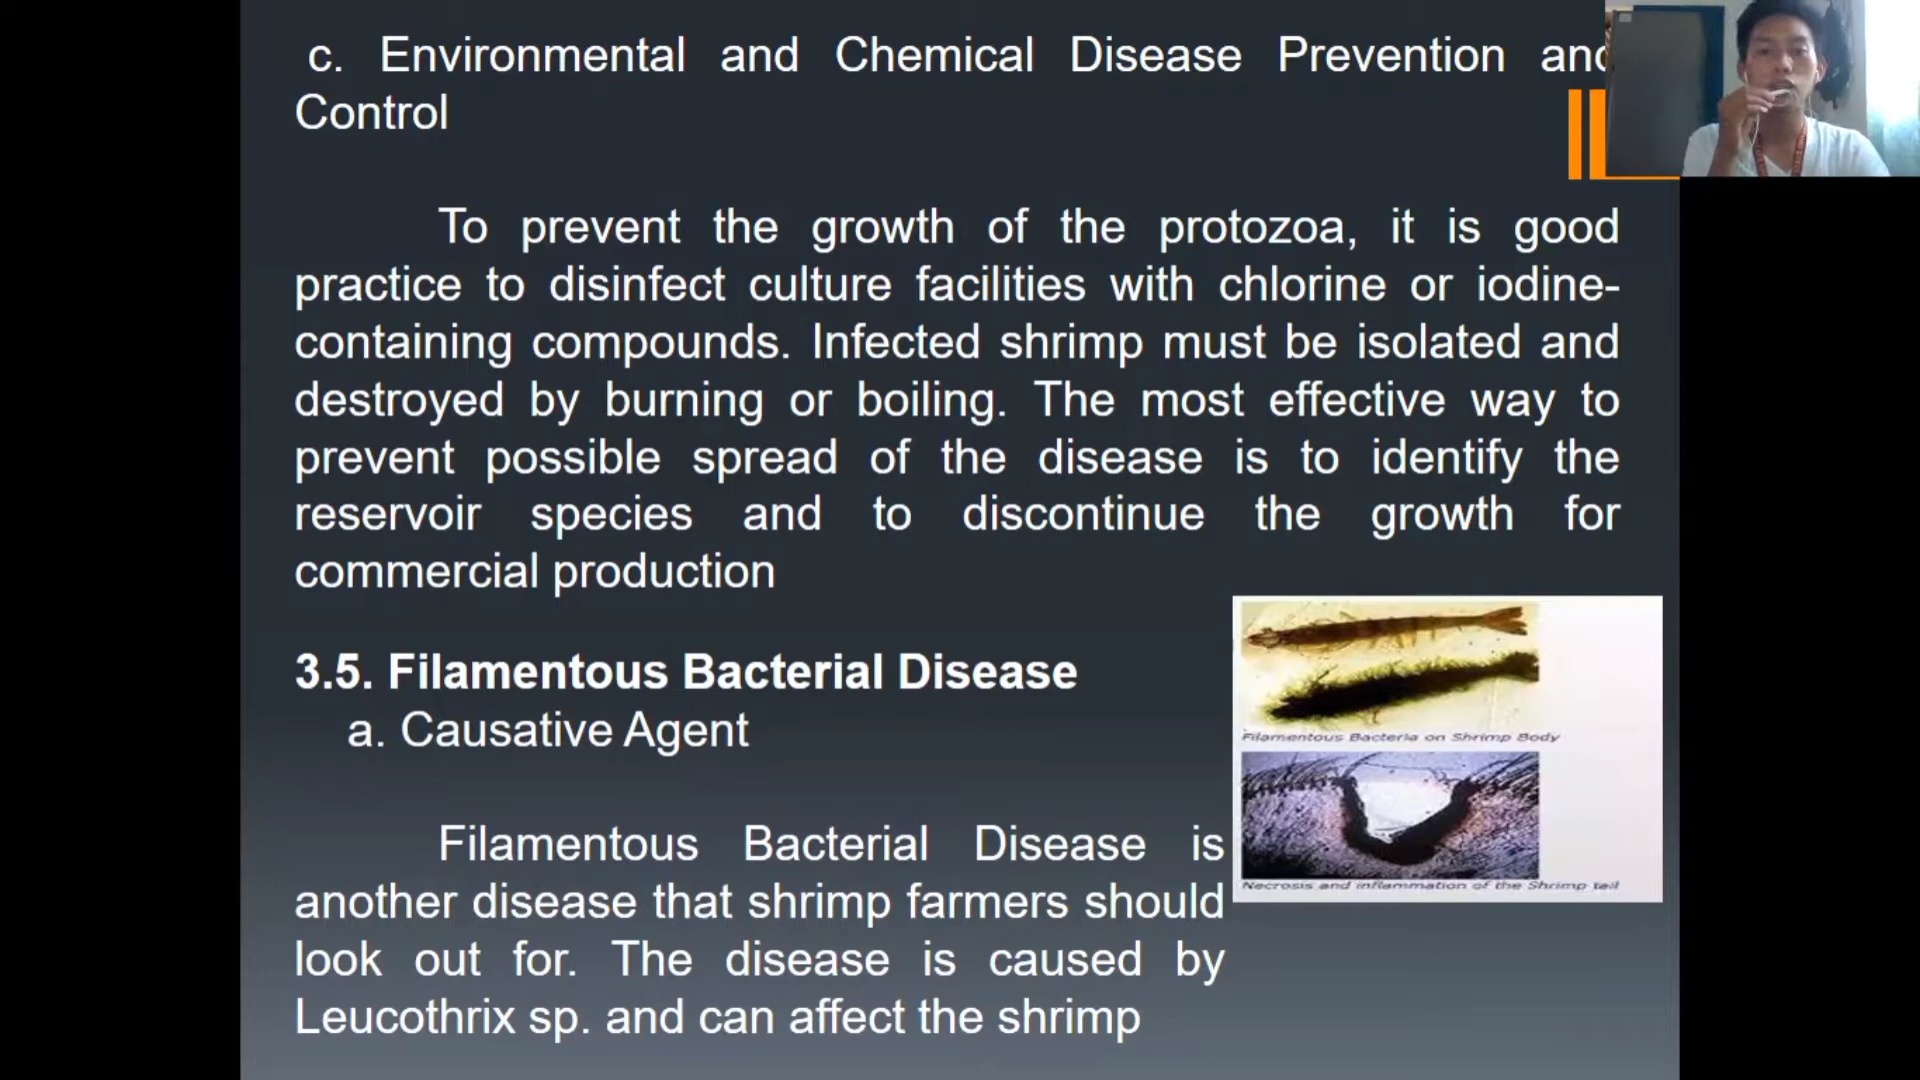 c. Environmental and Chemical Disease Prevention and
Control
To prevent the growth of the protozoa, it is good
practice to disinfect culture facilities with chlorine or iodine-
containing compounds. Infected shrimp must be isolated and
destroyed by burning or boiling. The most effective way to
prevent possible spread of the disease is to identify the
reservoir species and to discontinue the growth for
commercial production
3.5. Filamentous Bacterial Disease
a. Causative Agent
Filamentous Bacterial Disease is
another disease that shrimp farmers should
look out for. The disease is caused by
Leucothrix sp. and can affect the shrimp
Filamentous Bacteria on Shrimp Body
Necrosis and inflammation of the Shrimp tail